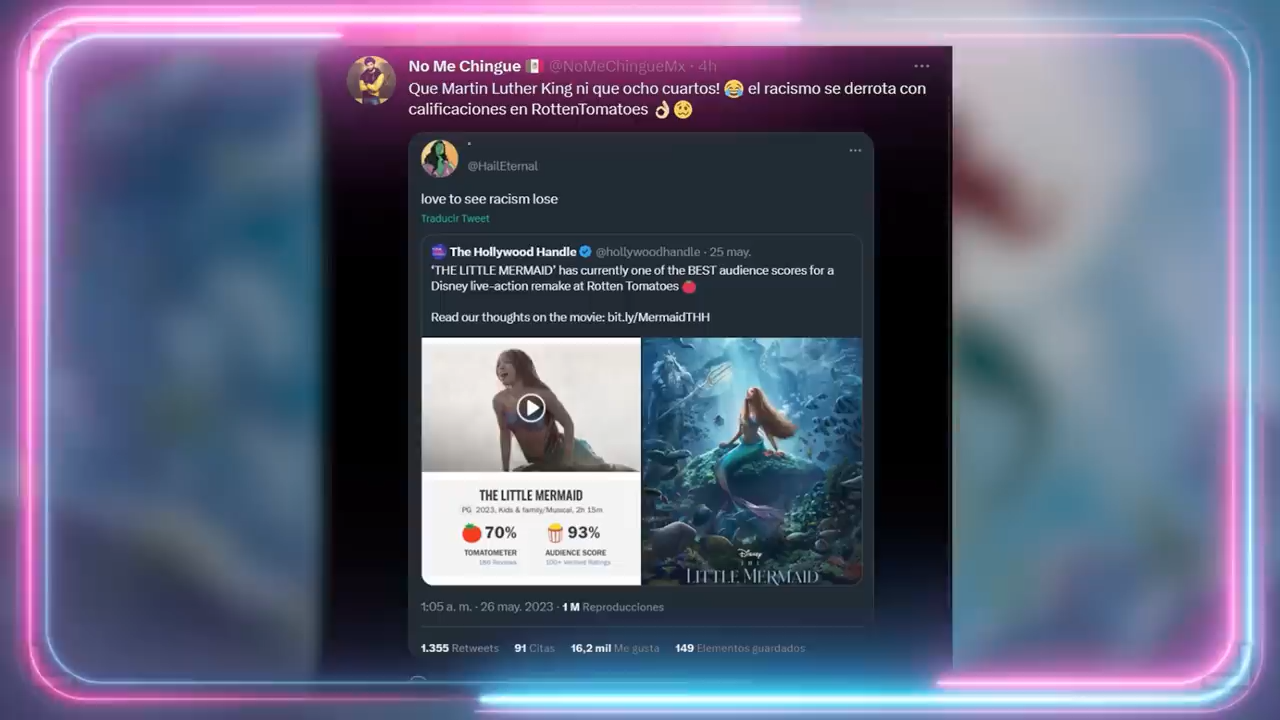 No Me Chingue 🇲🇽 @NoMeChingueMx · 4h
Que Martin Luther King ni que ocho cuartos! 😂 el racismo se derrota con
calificaciones en RottenTomatoes 👌🏻🥴
@HailEternal
love to see racism lose
Traducir Tweet
The Hollywood Handle @hollywoodhandle · 25 may.
‘THE LITTLE MERMAID’ has currently one of the BEST audience scores for a
Disney live-action remake at Rotten Tomatoes 🍅
Read our thoughts on the movie: bit.ly/MermaidTHH
THE LITTLE MERMAID
PG 2023, Kids & family/Musical, 2h 15m
70% 93%
TOMATOMETER AUDIENCE SCORE
Reviews 100+ Verified Ratings
Disney
THE
LITTLE MERMAID
1:05 a. m. · 26 may. 2023 · 1 M Reproducciones
1.355 Retweets 91 Citas 16,2 mil Me gusta 149 Elementos guardados